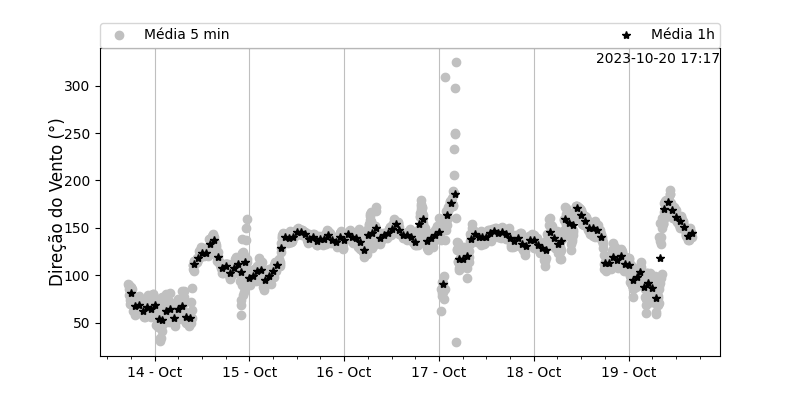 Média 5 min
Média 1h
2023-10-20 17:17
Direção do Vento (°)
300
250
200
150
100
50
14 - Oct
15 - Oct
16 - Oct
17 - Oct
18 - Oct
19 - Oct